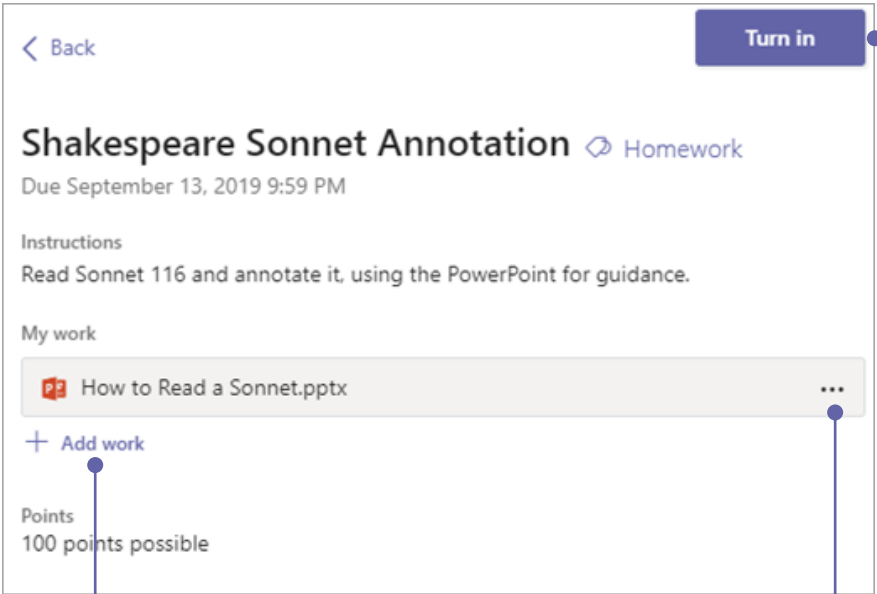 Back
Turn in
Shakespeare Sonnet Annotation
Homework
Due September 13, 2019 9:59 PM
Instructions
Read Sonnet 116 and annotate it, using the PowerPoint for guidance.
My work
How to Read a Sonnet.pptx
...
+ Add work
Points
100 points possible